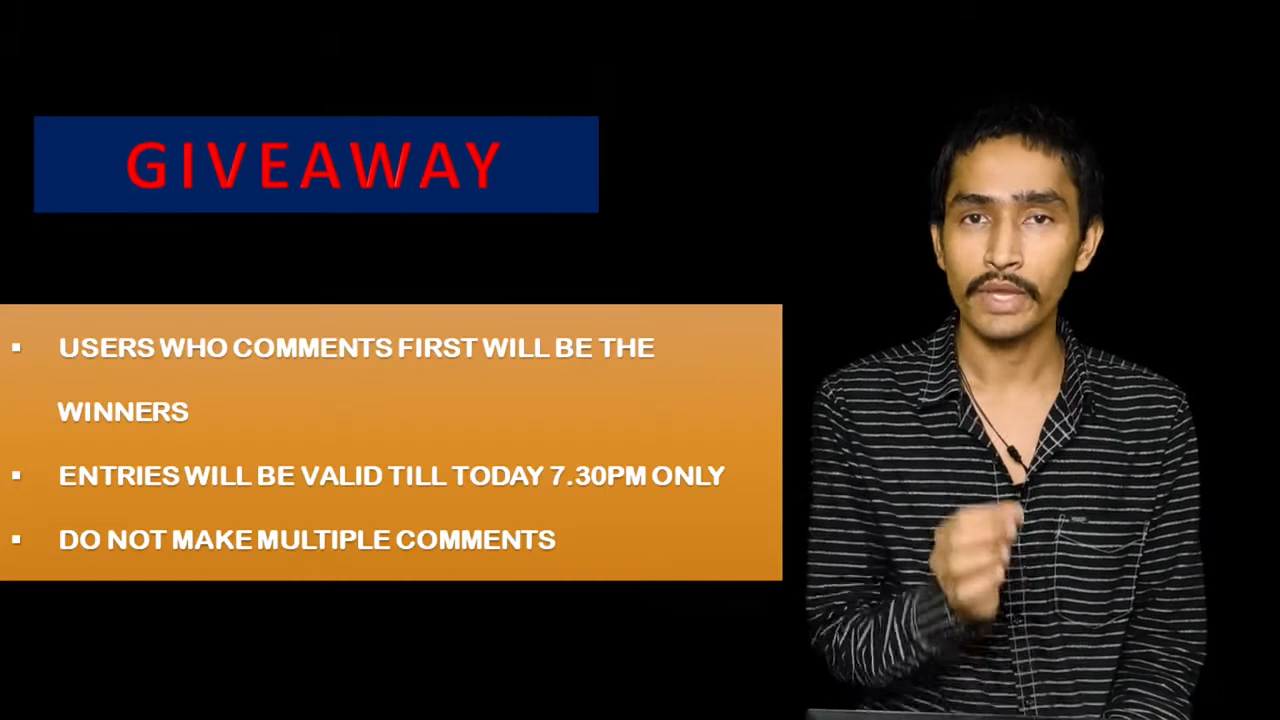 GIVEAWAY
▪ USERS WHO COMMENTS FIRST WILL BE THE
WINNERS
▪ ENTRIES WILL BE VALID TILL TODAY 7.30PM ONLY
▪ DO NOT MAKE MULTIPLE COMMENTS